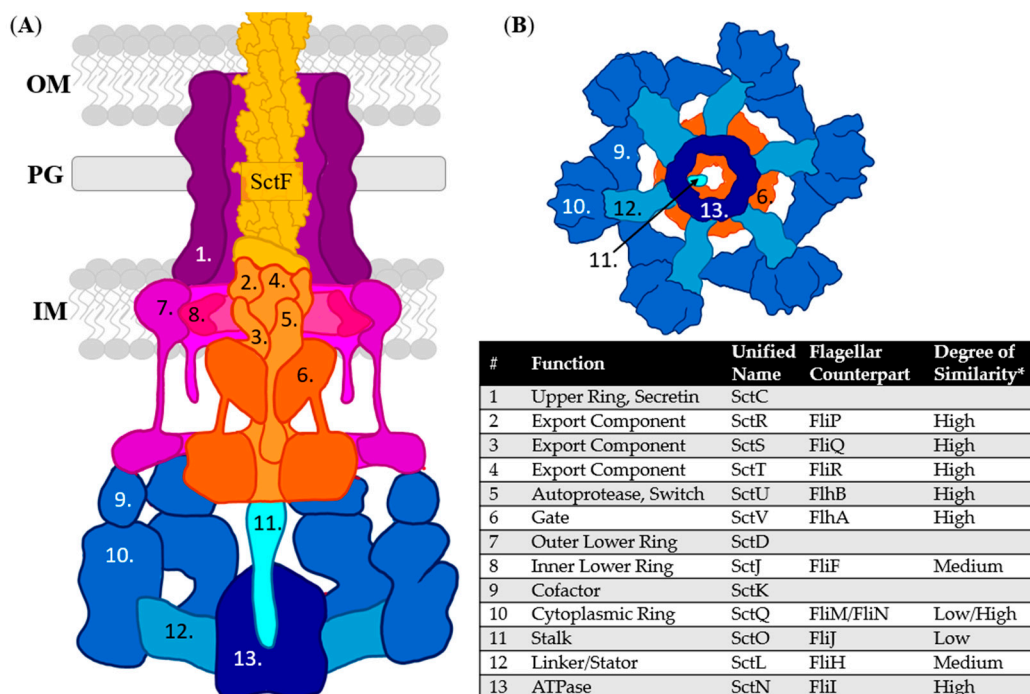 (A)
OM
PG
SctF
1.
2.
4.
IM
7.
8.
5.
3.
6.
9.
11.
10.
12.
13.
(B)
9.
10.
12.
13.
6.
11.
# Function Unified Name Flagellar Counterpart Degree of Similarity*
1 Upper Ring, Secretin SctC
2 Export Component SctR FliP High
3 Export Component SctS FliQ High
4 Export Component SctT FliR High
5 Autoprotease, Switch SctU FlhB High
6 Gate SctV FlhA High
7 Outer Lower Ring SctD
8 Inner Lower Ring SctJ FliF Medium
9 Cofactor SctK
10 Cytoplasmic Ring SctQ FliM/FliN Low/High
11 Stalk SctO FliJ Low
12 Linker/Stator SctL FliH Medium
13 ATPase SctN FliI High